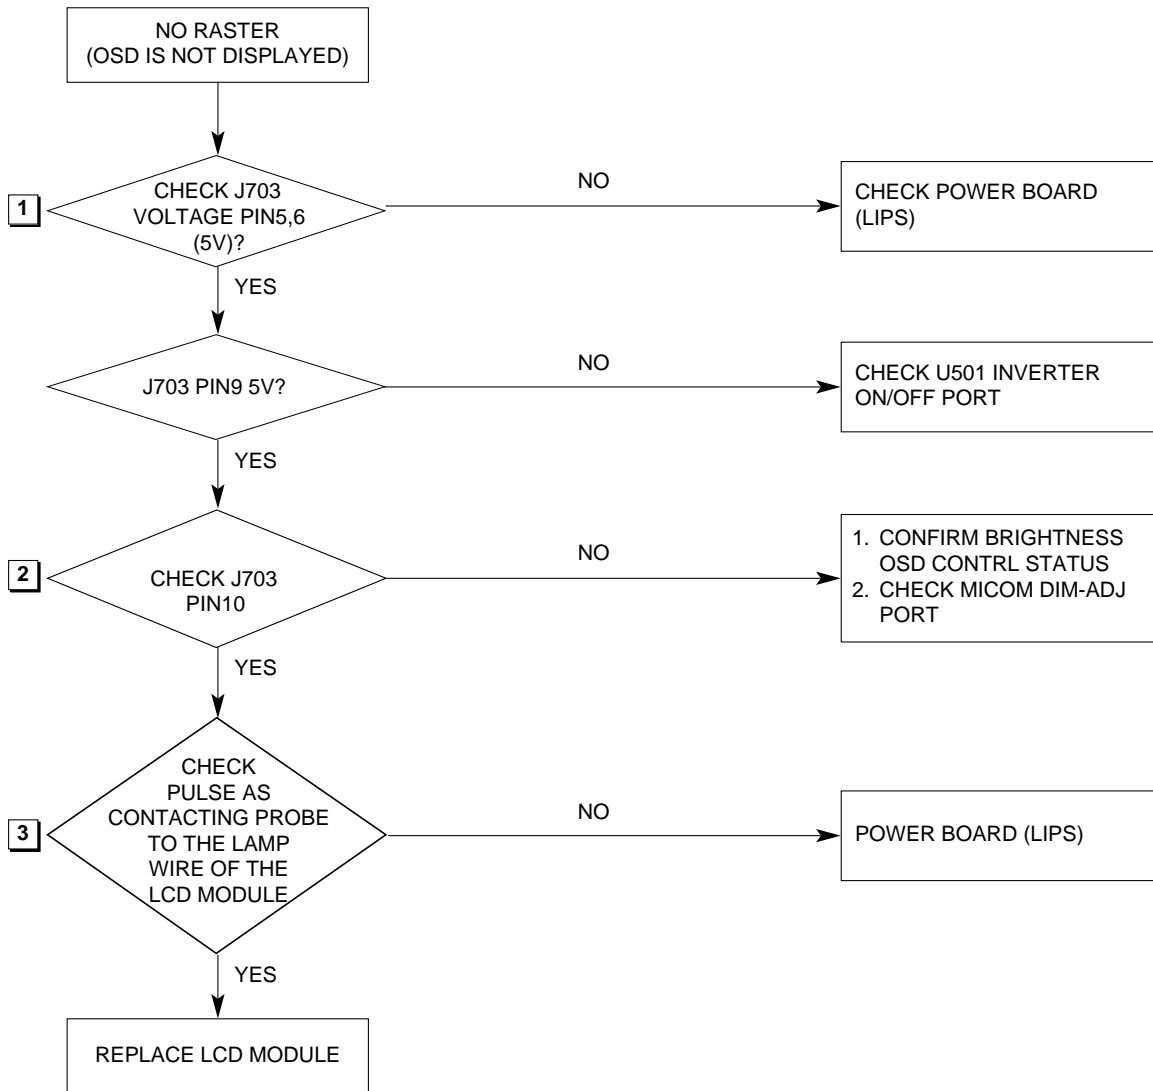 NO RASTER
(OSD IS NOT DISPLAYED)
1
CHECK J703
VOLTAGE PIN5,6
(5V)?
NO
CHECK POWER BOARD
(LIPS)
YES
J703 PIN9 5V?
NO
CHECK U501 INVERTER
ON/OFF PORT
YES
2
CHECK J703
PIN10
NO
1. CONFIRM BRIGHTNESS
OSD CONTRL STATUS
2. CHECK MICOM DIM-ADJ
PORT
YES
3
CHECK
PULSE AS
CONTACTING PROBE
TO THE LAMP
WIRE OF THE
LCD MODULE
NO
POWER BOARD (LIPS)
YES
REPLACE LCD MODULE